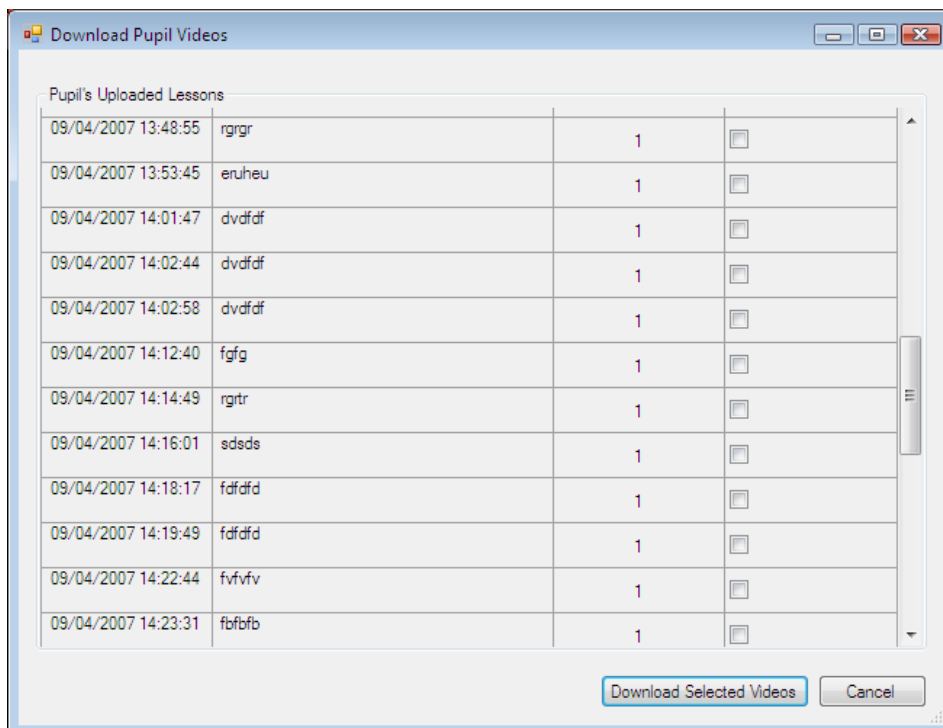 Download Pupil Videos
Pupil's Uploaded Lessons
09/04/2007 13:48:55 rgrgr 1
09/04/2007 13:53:45 eruheu 1
09/04/2007 14:01:47 dvdfdf 1
09/04/2007 14:02:44 dvdfdf 1
09/04/2007 14:02:58 dvdfdf 1
09/04/2007 14:12:40 fgfg 1
09/04/2007 14:14:49 rgrtr 1
09/04/2007 14:16:01 sdsds 1
09/04/2007 14:18:17 fdfdfd 1
09/04/2007 14:19:49 fdfdfd 1
09/04/2007 14:22:44 fvfvfv 1
09/04/2007 14:23:31 fbfbfb 1
Download Selected Videos Cancel